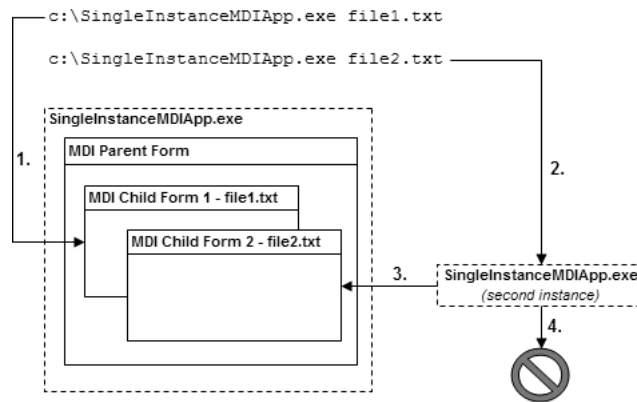 c:\SingleInstanceMDIApp.exe file1.txt
c:\SingleInstanceMDIApp.exe file2.txt
SingleInstanceMDIApp.exe
1.
MDI Parent Form
2.
MDI Child Form 1 - file1.txt
MDI Child Form 2 - file2.txt
3.
SingleInstanceMDIApp.exe
(second instance)
4.